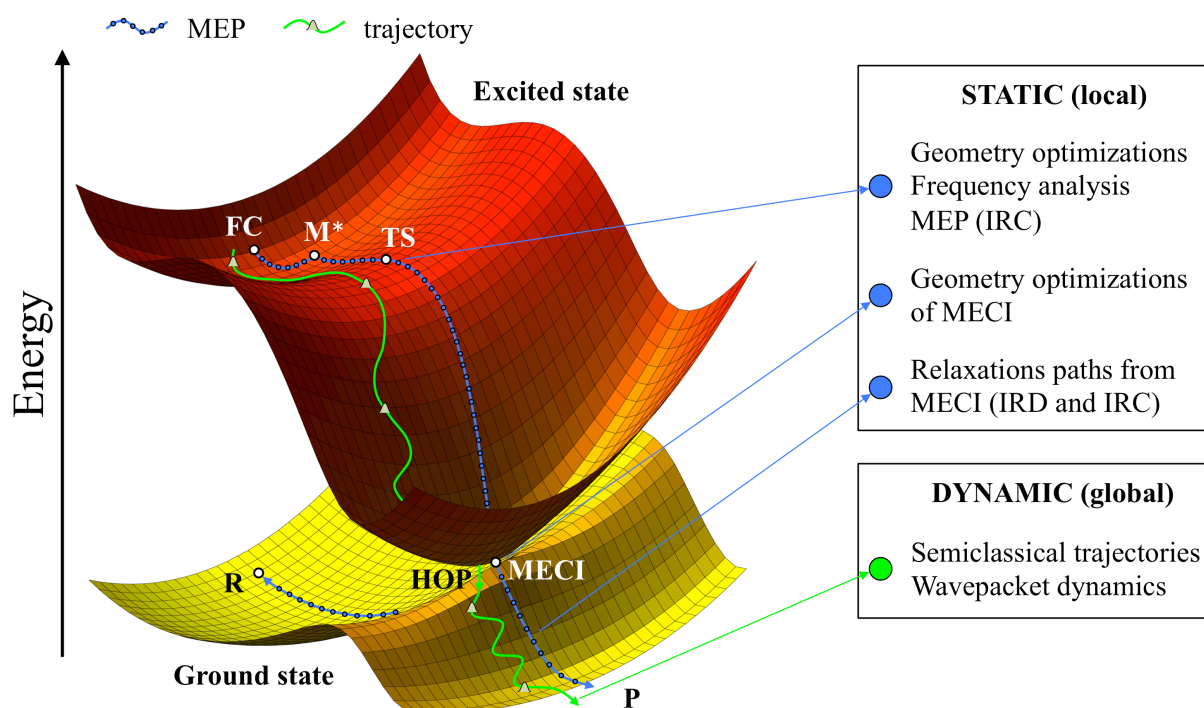 MEP
trajectory
Excited state
Energy
FC
M*
TS
HOP
MECI
R
Ground state
P
STATIC (local)
Geometry optimizations
Frequency analysis
MEP (IRC)
Geometry optimizations
of MECI
Relaxations paths from
MECI (IRD and IRC)
DYNAMIC (global)
Semiclassical trajectories
Wavepacket dynamics